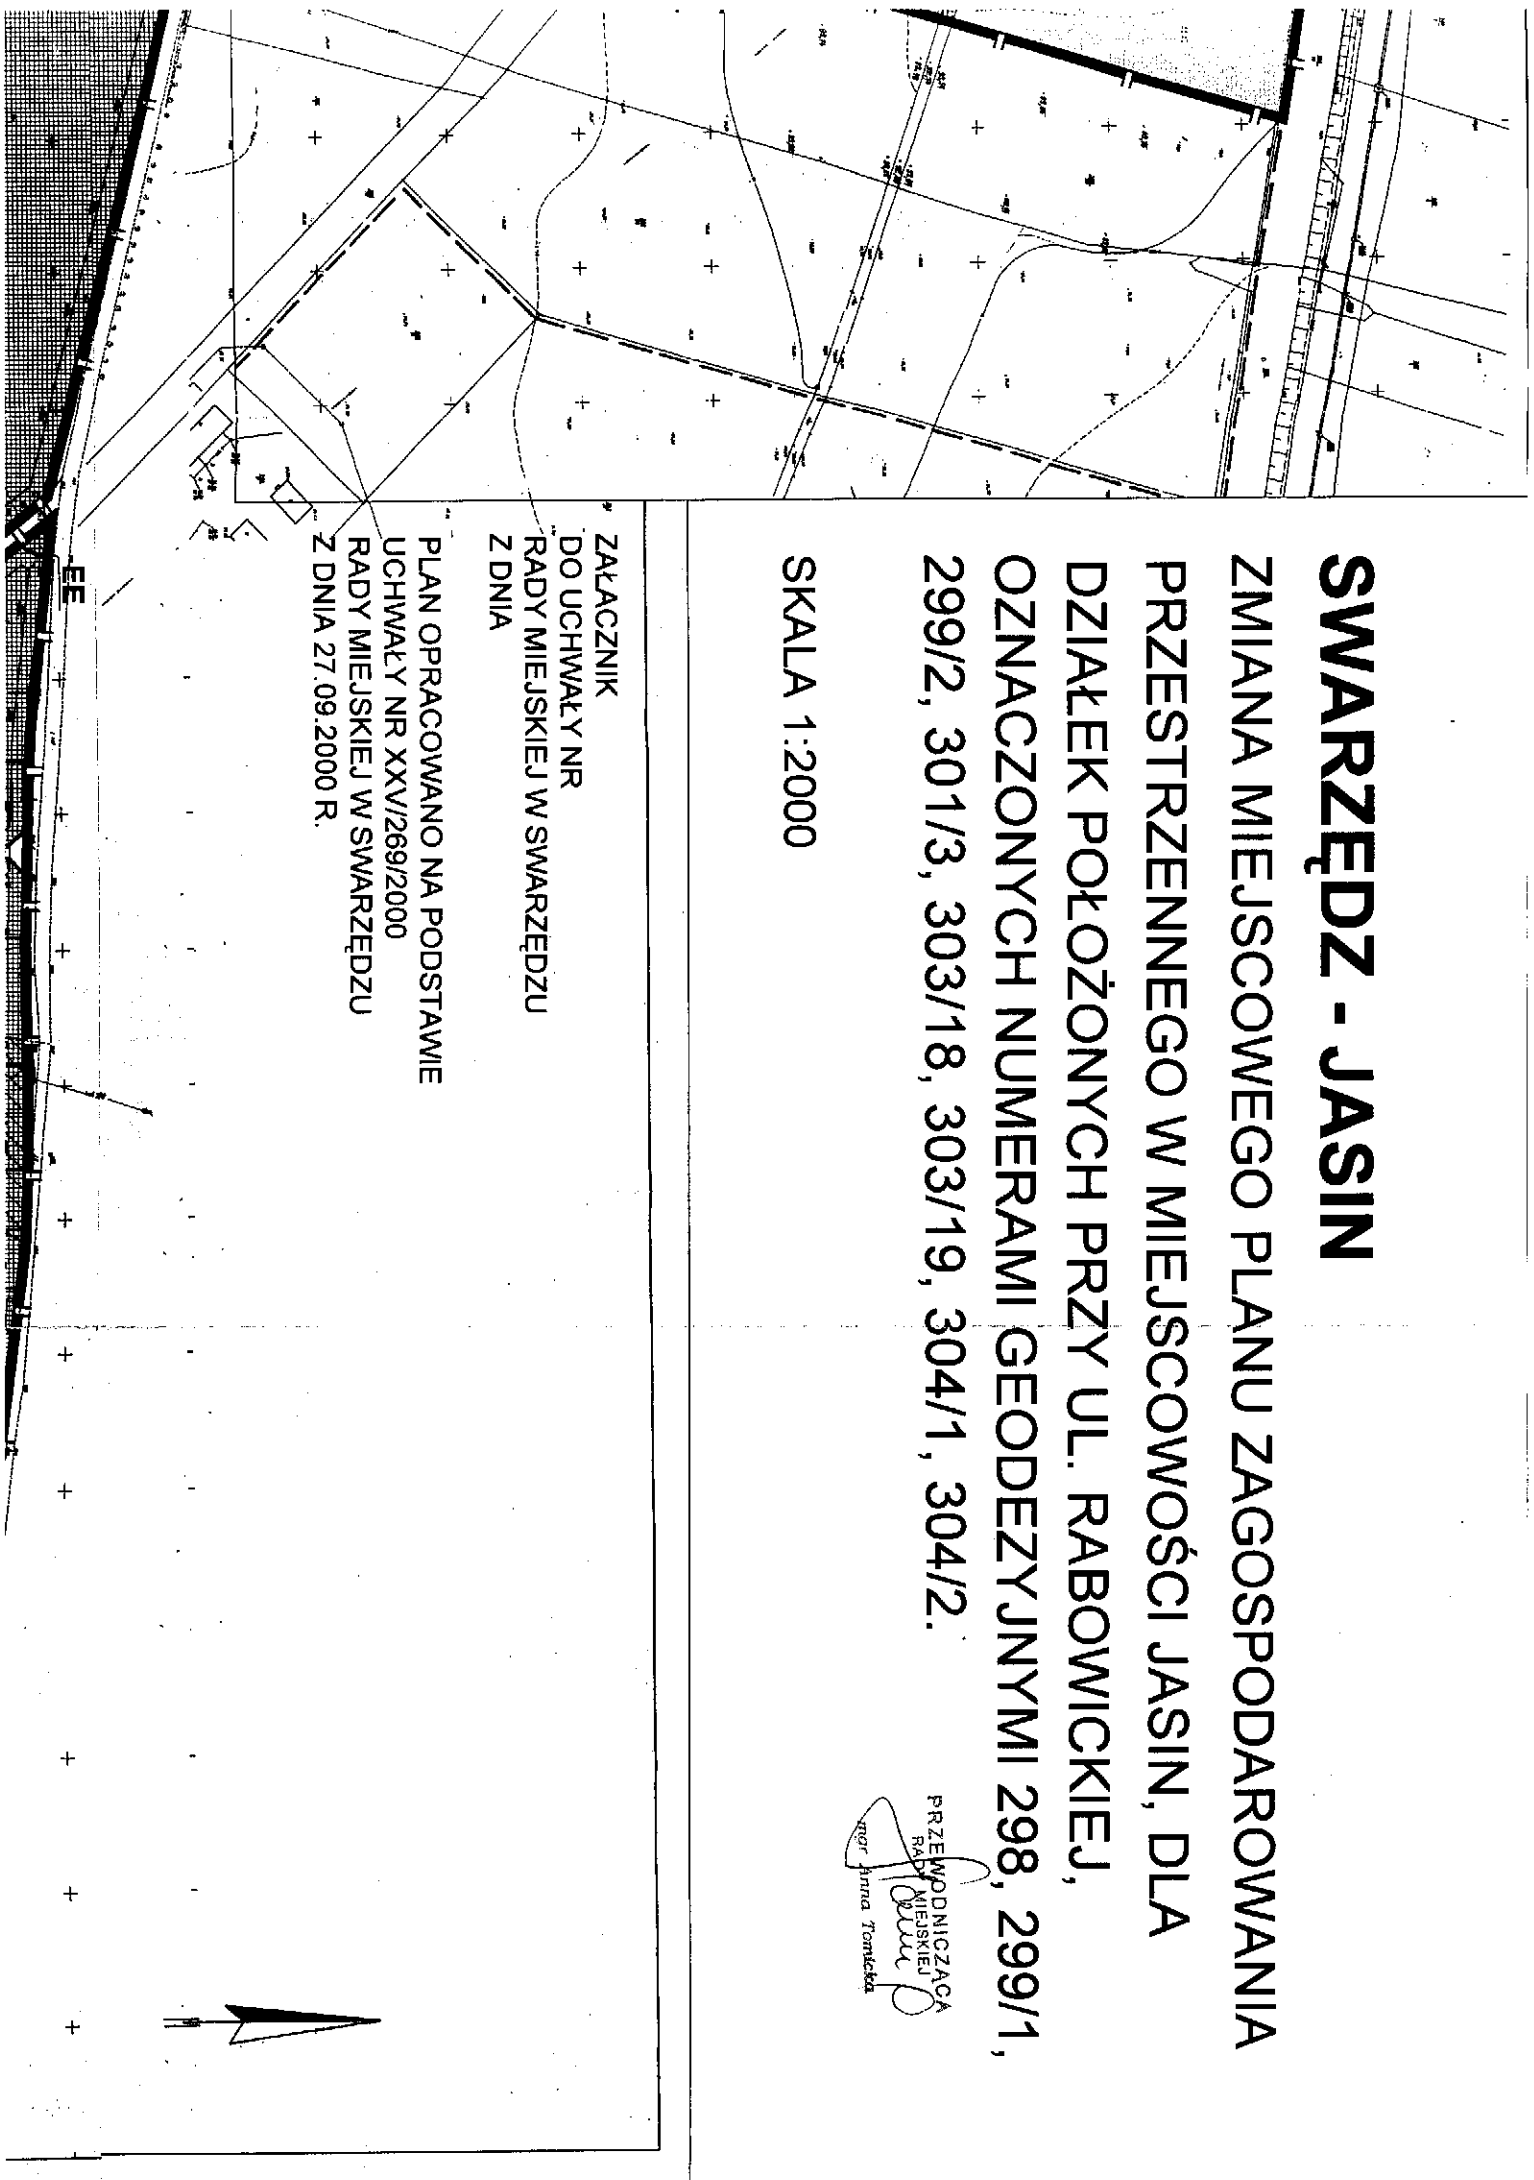 SWARZĘDZ - JASIN
ZMIANA MIEJSCOWEGO PLANU ZAGOSPODAROWANIA
PRZESTRZENNEGO W MIEJSCOWOŚCI JASIN, DLA
DZIAŁEK POŁOŻONYCH PRZY UL. RABOWICKIEJ,
OZNACZONYCH NUMERAMI GEODEZYJNYMI 298, 299/1,
299/2, 301/3, 303/18, 303/19, 304/1, 304/2.
SKALA 1:2000
PRZEWODNICZĄCA
RADY MIEJSKIEJ
mgr Anna Tomicka
ZAŁACZNIK
DO UCHWAŁY NR
RADY MIEJSKIEJ W SWARZĘDZU
Z DNIA
PLAN OPRACOWANO NA PODSTAWIE
UCHWAŁY NR XXV/269/2000
RADY MIEJSKIEJ W SWARZĘDZU
Z DNIA 27.09.2000 R.
EE